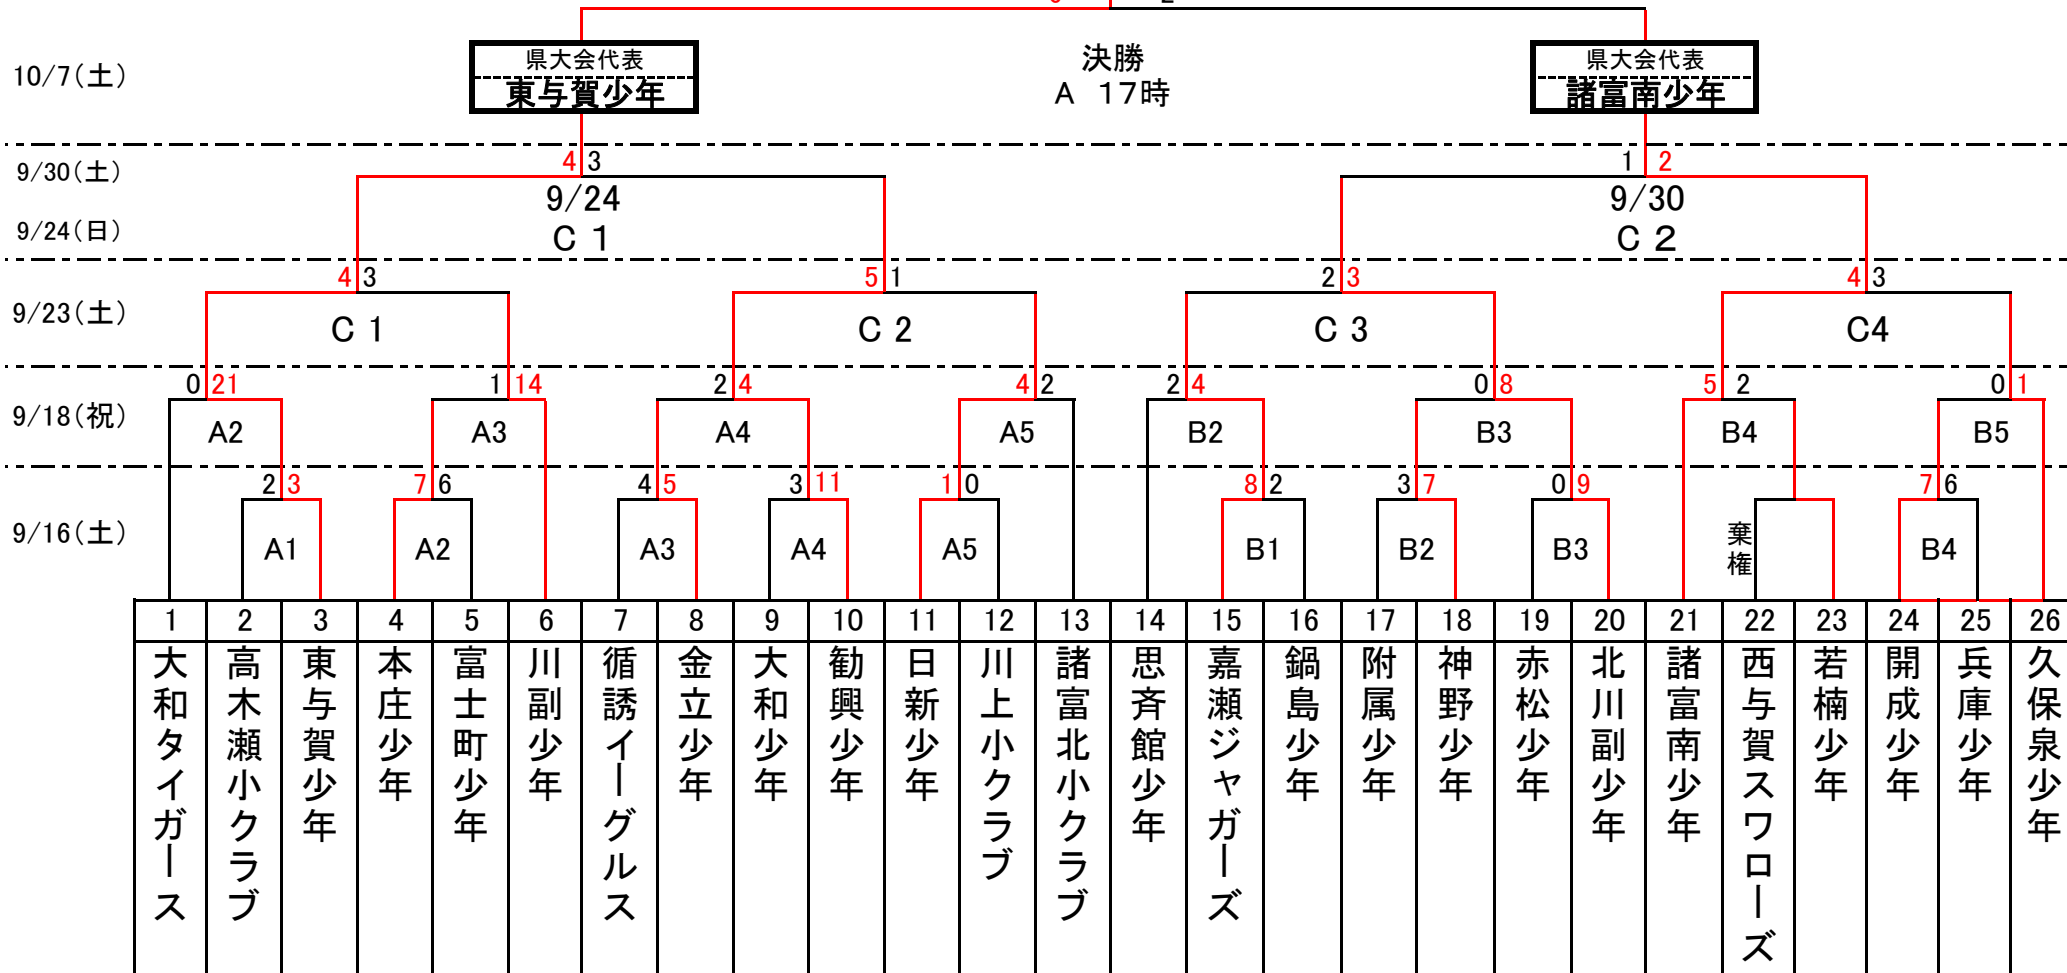 2
県大会代表
東与賀少年
決勝
A 17時
県大会代表
諸富南少年
10/7(土)
4 3
1 2
9/30(土)
9/24
9/30
9/24(日)
C 1
C 2
4 3
5 1
2 3
4 3
9/23(土)
C 1
C 2
C 3
C4
0 21
1 14
2 4
4 2
2 4
0 8
5 2
0 1
9/18(祝)
A2
A3
A4
A5
B2
B3
B4
B5
2 3
7 6
4 5
3 11
1 0
8 2
3 7
0 9
7 6
9/16(土)
A1
A2
A3
A4
A5
B1
B2
B3
棄権
B4
1 2 3 4 5 6 7 8 9 10 11 12 13 14 15 16 17 18 19 20 21 22 23 24 25 26
大和タイガース
高木瀬小クラブ
東与賀少年
本庄少年
富士町少年
川副少年
循誘イーグルス
金立少年
大和少年
勧興少年
日新少年
川上小クラブ
諸富北小クラブ
思斉館少年
嘉瀬ジャガーズ
鍋島少年
附属少年
神野少年
赤松少年
北川副少年
諸富南少年
西与賀スワローズ
若楠少年
開成少年
兵庫少年
久保泉少年